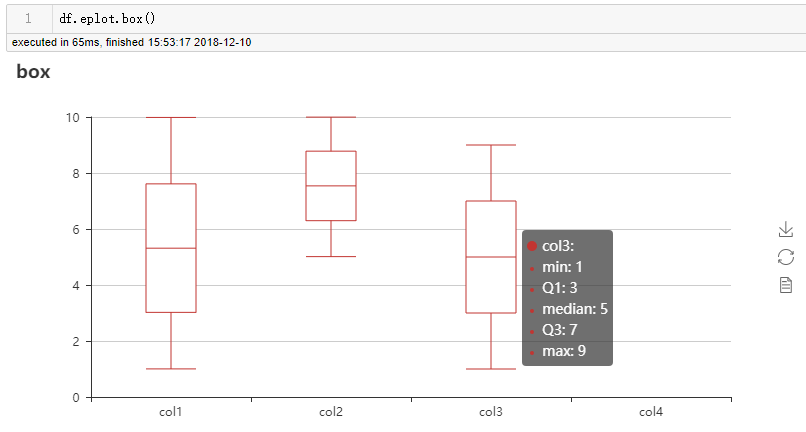 1 df.eplot.box()
executed in 65ms, finished 15:53:17 2018-12-10
box
10
8
6
4
2
0
col1 col2 col3 col4
col3:
min: 1
Q1: 3
median: 5
Q3: 7
max: 9